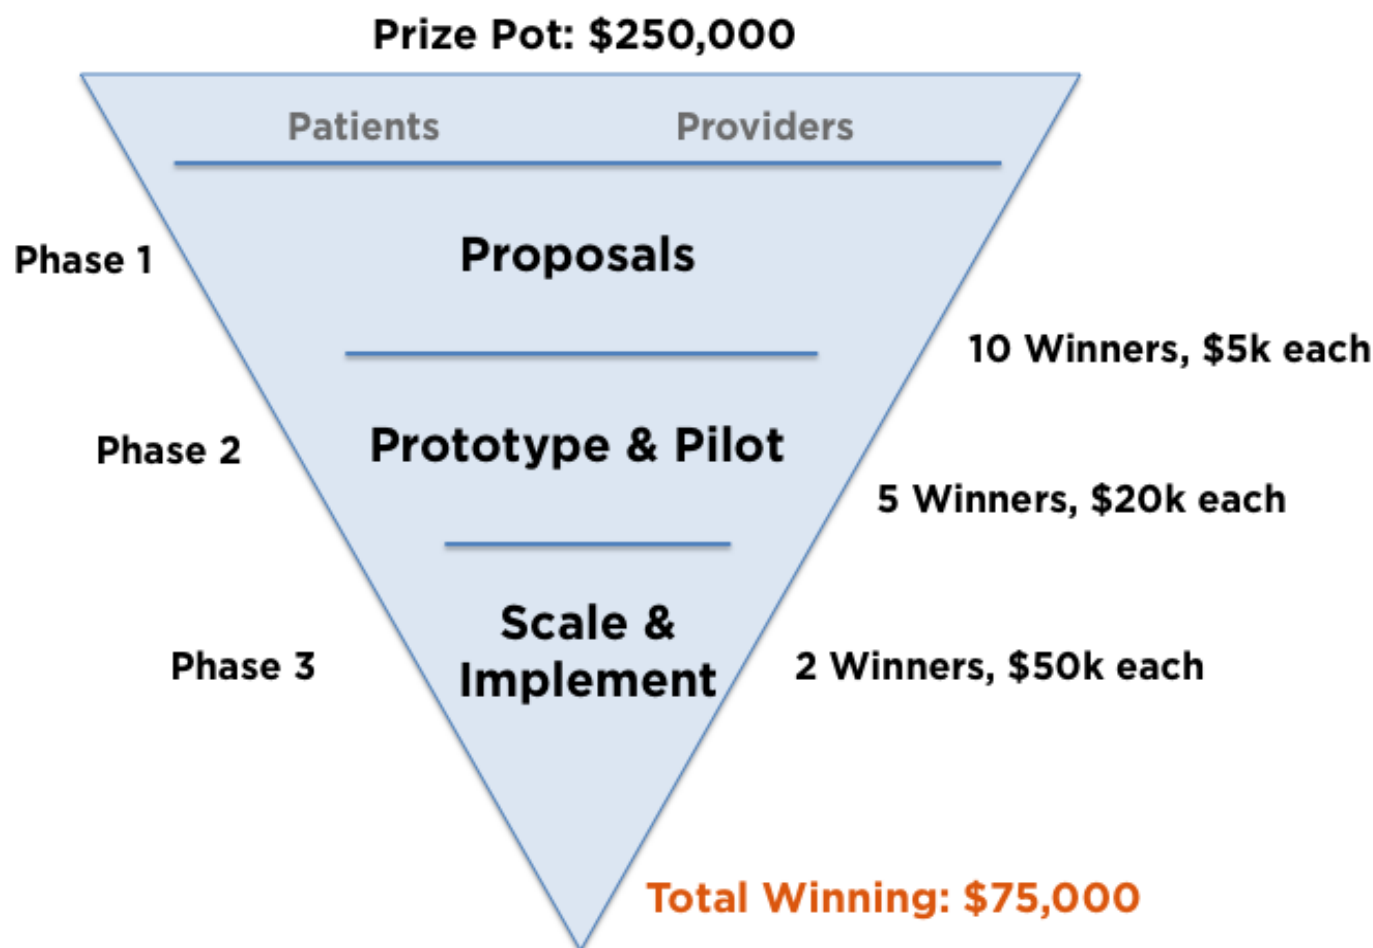 Prize Pot: $250,000
Patients
Providers
Phase 1
Proposals
10 Winners, $5k each
Phase 2
Prototype & Pilot
5 Winners, $20k each
Phase 3
Scale &
Implement
2 Winners, $50k each
Total Winning: $75,000